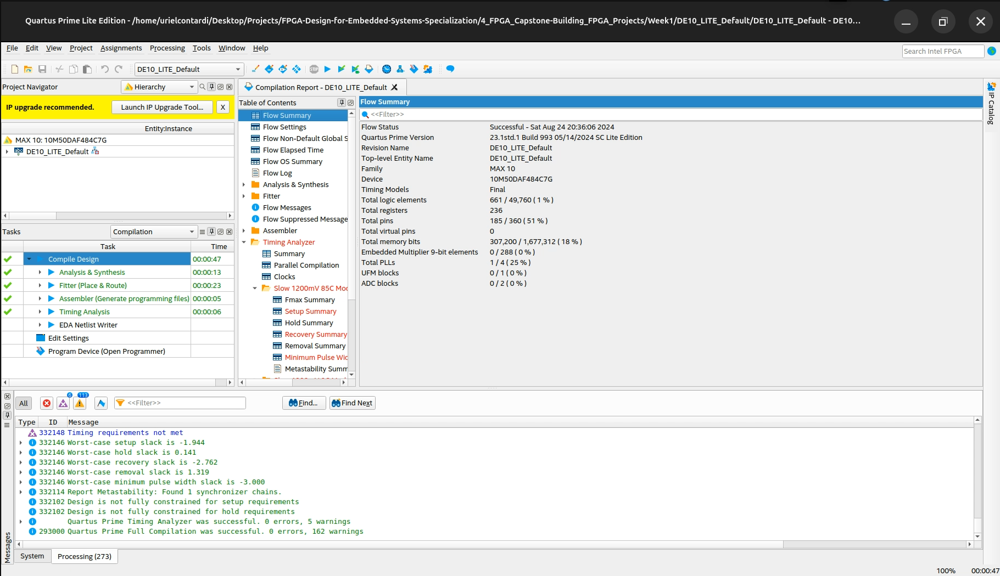 Quartus Prime Lite Edition - /home/urielcontardi/Desktop/Projects/FPGA-Design-for-Embedded-Systems-Specialization/4_FPGA_Capstone-Building_FPGA_Projects/Week1/DE10_LITE_Default/DE10_LITE_Default - DE10...
File Edit View Project Assignments Processing Tools Window Help
Search Intel FPGA
DE10_LITE_Default
STOP
Project Navigator
Hierarchy
IP upgrade recommended.
Launch IP Upgrade Tool...
X
Entity:Instance
MAX 10: 10M50DAF484C7G
abc DE10_LITE_Default
Tasks
Compilation
Task Time
Compile Design 00:00:47
Analysis & Synthesis 00:00:13
Fitter (Place & Route) 00:00:23
Assembler (Generate programming files) 00:00:05
Timing Analysis 00:00:06
EDA Netlist Writer
Edit Settings
Program Device (Open Programmer)
Compilation Report - DE10_LITE_Default
Table of Contents
Flow Summary
Flow Settings
Flow Non-Default Global S
Flow Elapsed Time
Flow OS Summary
Flow Log
Analysis & Synthesis
Fitter
Flow Messages
Flow Suppressed Message
Assembler
Timing Analyzer
Summary
Parallel Compilation
Clocks
Slow 1200mV 85C Moc
Fmax Summary
Setup Summary
Hold Summary
Recovery Summary
Removal Summary
Minimum Pulse Wic
Metastability Summ
Flow Summary
<<Filter>>
Flow Status Successful - Sat Aug 24 20:36:06 2024
Quartus Prime Version 23.1std.1 Build 993 05/14/2024 SC Lite Edition
Revision Name DE10_LITE_Default
Top-level Entity Name DE10_LITE_Default
Family MAX 10
Device 10M50DAF484C7G
Timing Models Final
Total logic elements 661 / 49,760 ( 1 % )
Total registers 236
Total pins 185 / 360 ( 51 % )
Total virtual pins 0
Total memory bits 307,200 / 1,677,312 ( 18 % )
Embedded Multiplier 9-bit elements 0 / 288 ( 0 % )
Total PLLs 1 / 4 ( 25 % )
UFM blocks 0 / 1 ( 0 % )
ADC blocks 0 / 2 ( 0 % )
IP Catalog
All
6
113
<<Filter>>
Find...
Find Next
Type ID Message
332148 Timing requirements not met
332146 Worst-case setup slack is -1.944
332146 Worst-case hold slack is 0.141
332146 Worst-case recovery slack is -2.762
332146 Worst-case removal slack is 1.319
332146 Worst-case minimum pulse width slack is -3.000
332114 Report Metastability: Found 1 synchronizer chains.
332102 Design is not fully constrained for setup requirements
332102 Design is not fully constrained for hold requirements
Quartus Prime Timing Analyzer was successful. 0 errors, 5 warnings
293000 Quartus Prime Full Compilation was successful. 0 errors, 162 warnings
Messages
System
Processing (273)
100% 00:00:47